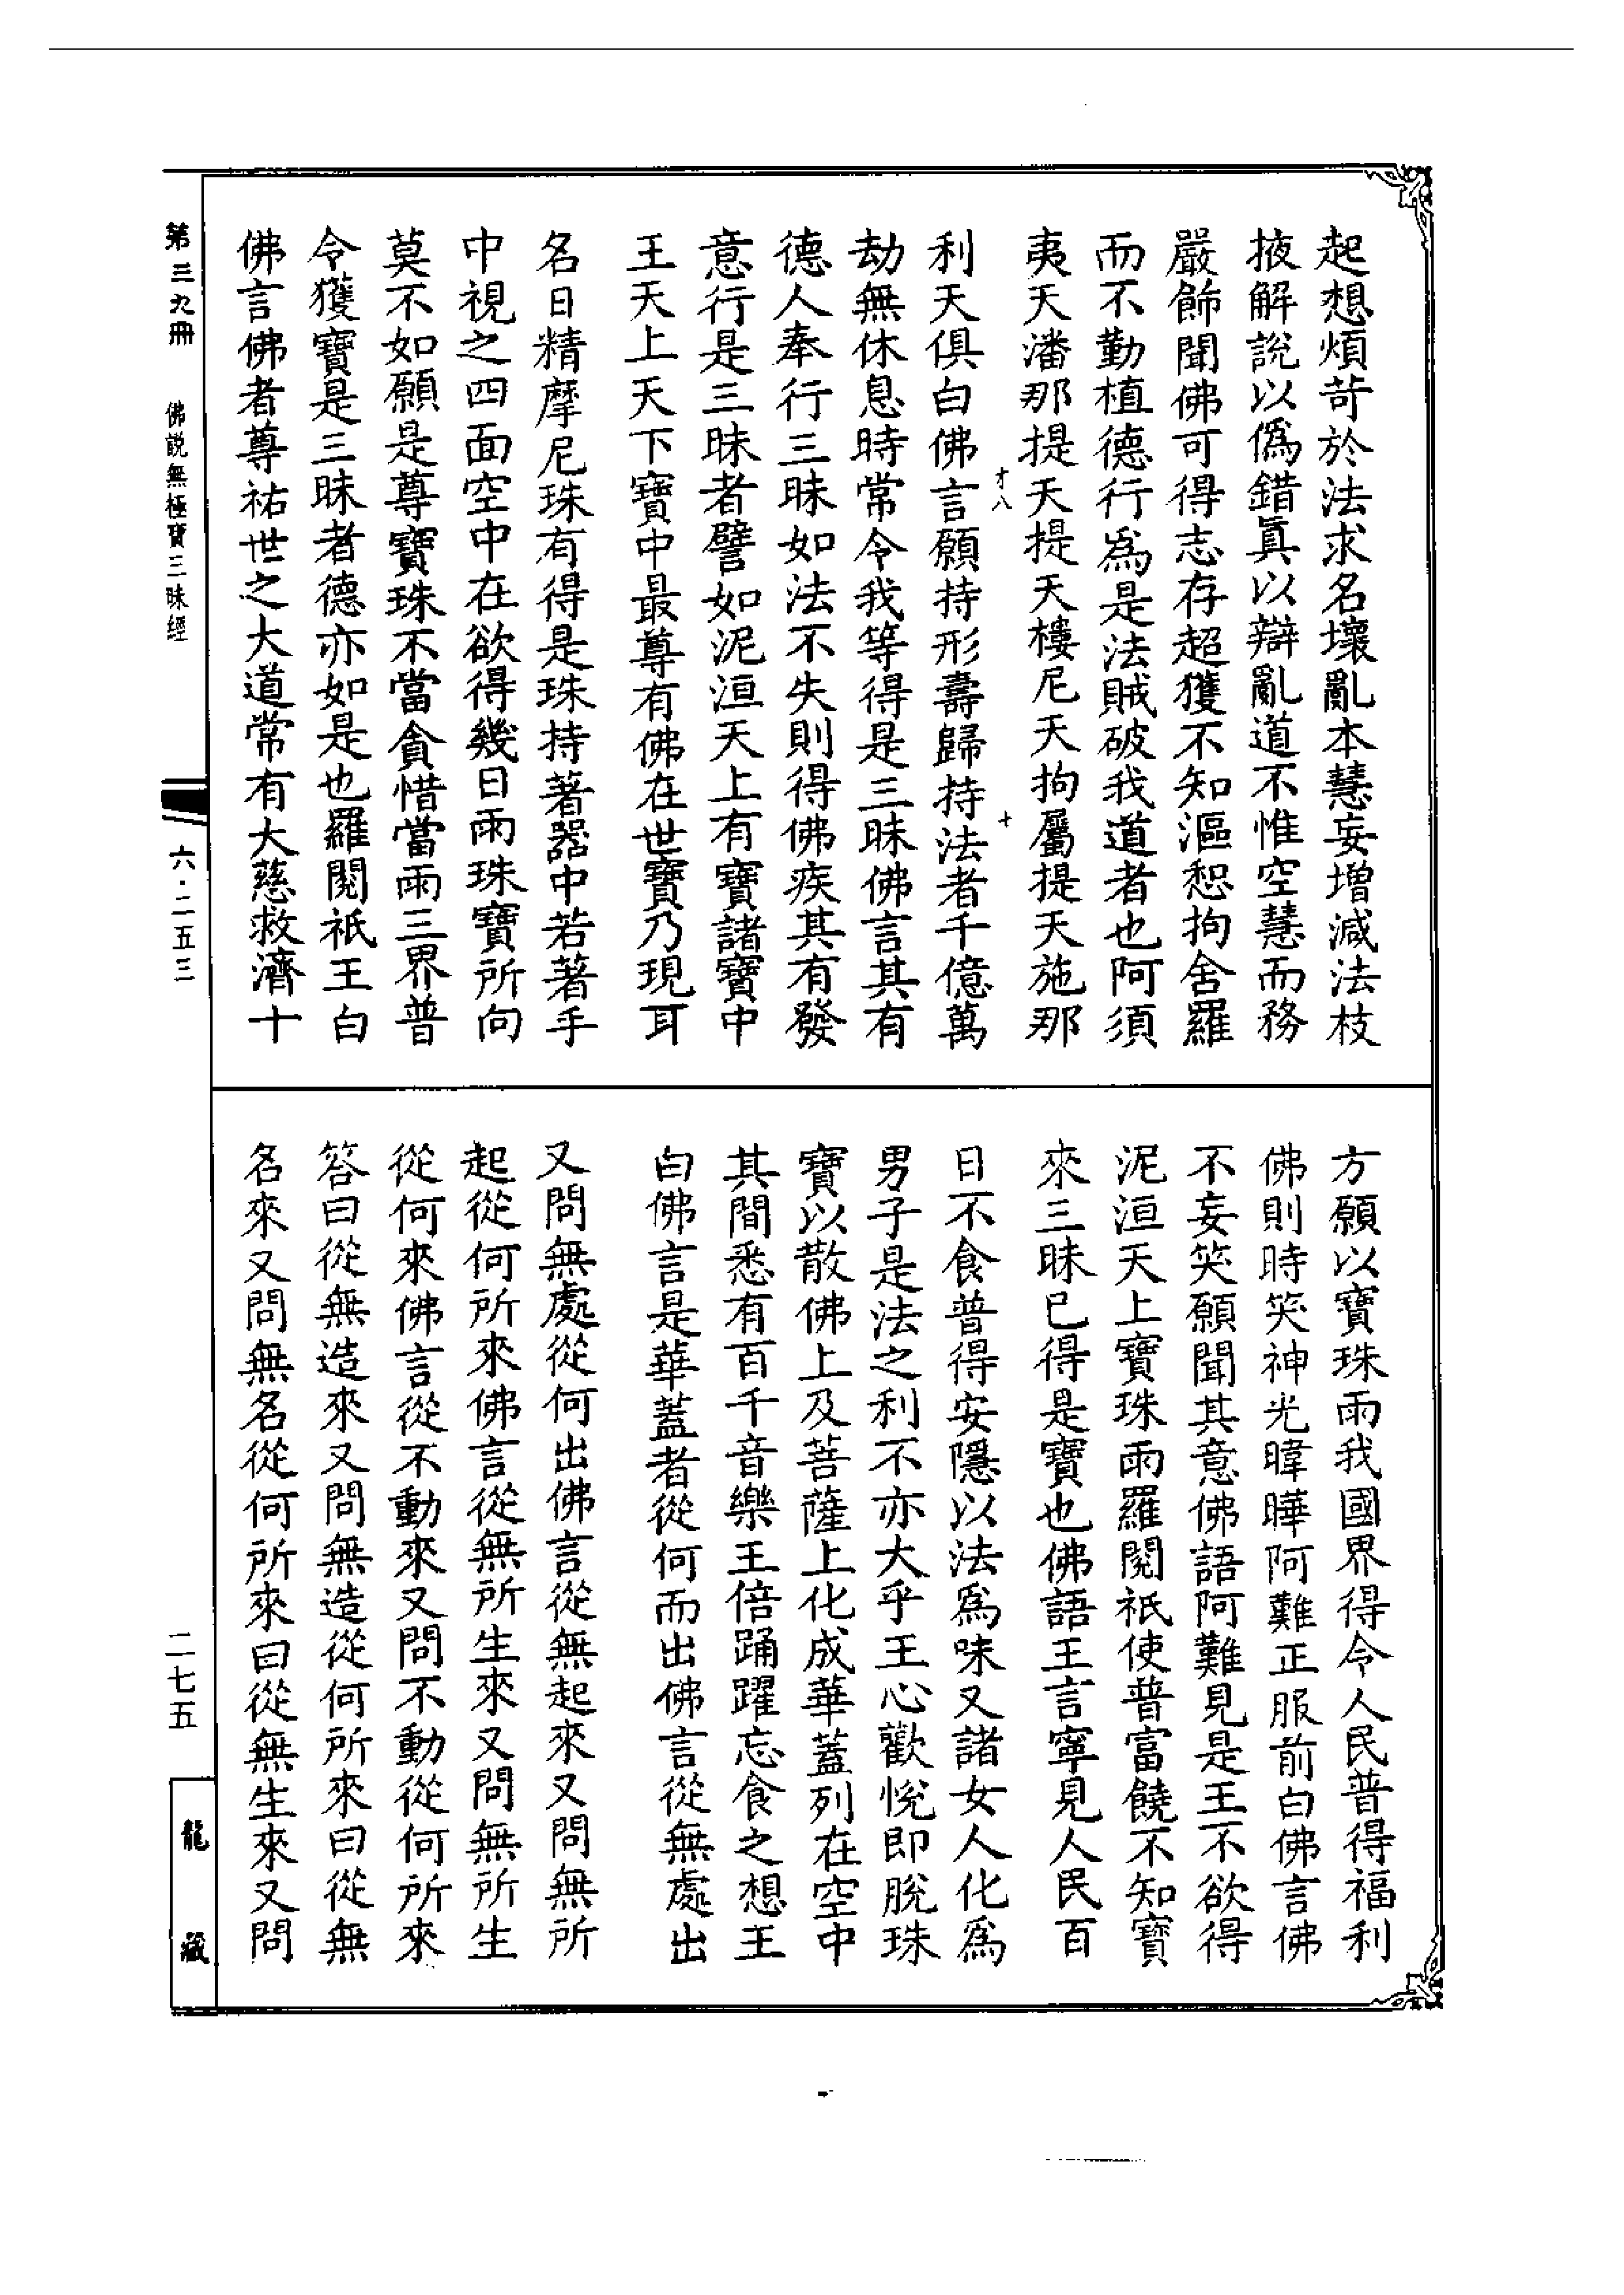 起想煩苛於法求名壞亂本慧妄增減法枝
掖解說以僞錯真以辯亂道不惟空慧而務
嚴飾聞佛可得志存超獲不知漚惒拘舍羅
而不勤植德行為是法賊破我道者也阿須
夷天潘那提天提天樓尼天拘屬提天施那
才八
十
利天俱白佛言願持形壽歸持法者千億萬
劫無休息時常令我等得是三昧佛言其有
德人奉行三昧如法不失則得佛疾其有發
意行是三昧者譬如泥洹天上有寶諸寶中
王天上天下寶中最尊有佛在世寶乃現耳
名日精摩尼珠有得是珠持著器中若著手
中視之四面空中在欲得幾日雨珠寶所向
莫不如願是尊寶珠不當貪惜當雨三界普
令獲寶是三昧者德亦如是也羅閱祇王白
佛言佛者尊祐世之大道常有大慈救濟十
方願以寶珠雨我國界得令人民普得福利
佛則時笑神光暐曄阿難正服前白佛言佛
不妄笑願聞其意佛語阿難見是王不欲得
泥洹天上寶珠雨羅閱祇使普富饒不知寶
來三昧已得是寶也佛語王言寧見人民百
日不食普得安隱以法為味又諸女人化為
男子是法之利不亦大乎王心歡悅即脫珠
寶以散佛上及菩薩上化成華蓋列在空中
其間悉有百千音樂王倍踊躍忘食之想王
白佛言是華蓋者從何而出佛言從無處出
又問無處從何出佛言從無起來又問無所
起從何所來佛言從無所生來又問無所生
從何來佛言從不動來又問不動從何所來
答曰從無造來又問無造從何所來曰從無
名來又問無名從何所來曰從無生來又問
第三九冊
佛說無極寶三昧經
六·二五三
二七五
龍藏